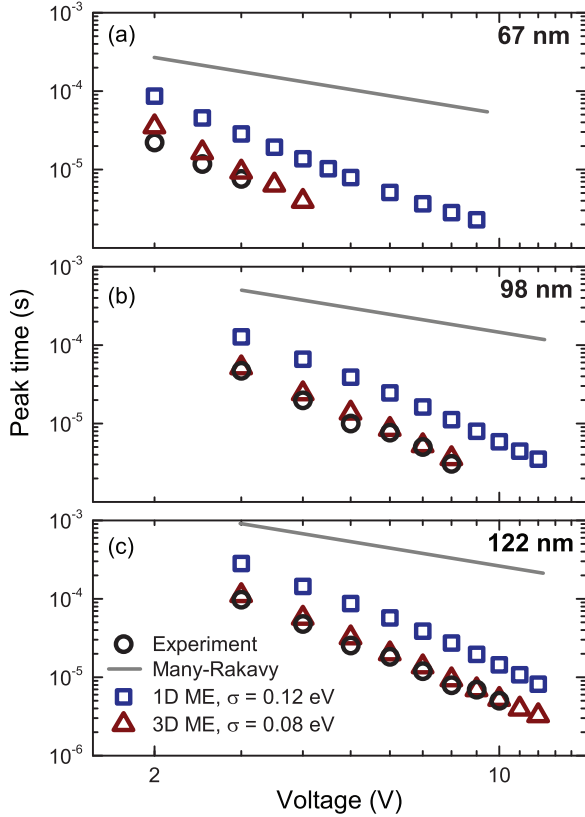 10⁻³
(a)
67 nm
10⁻⁴
10⁻⁵
10⁻³
(b)
98 nm
10⁻⁴
10⁻⁵
Peak time (s)
10⁻³
(c)
122 nm
10⁻⁴
10⁻⁵
10⁻⁶
Experiment
Many-Rakavy
1D ME, σ = 0.12 eV
3D ME, σ = 0.08 eV
2
10
Voltage (V)